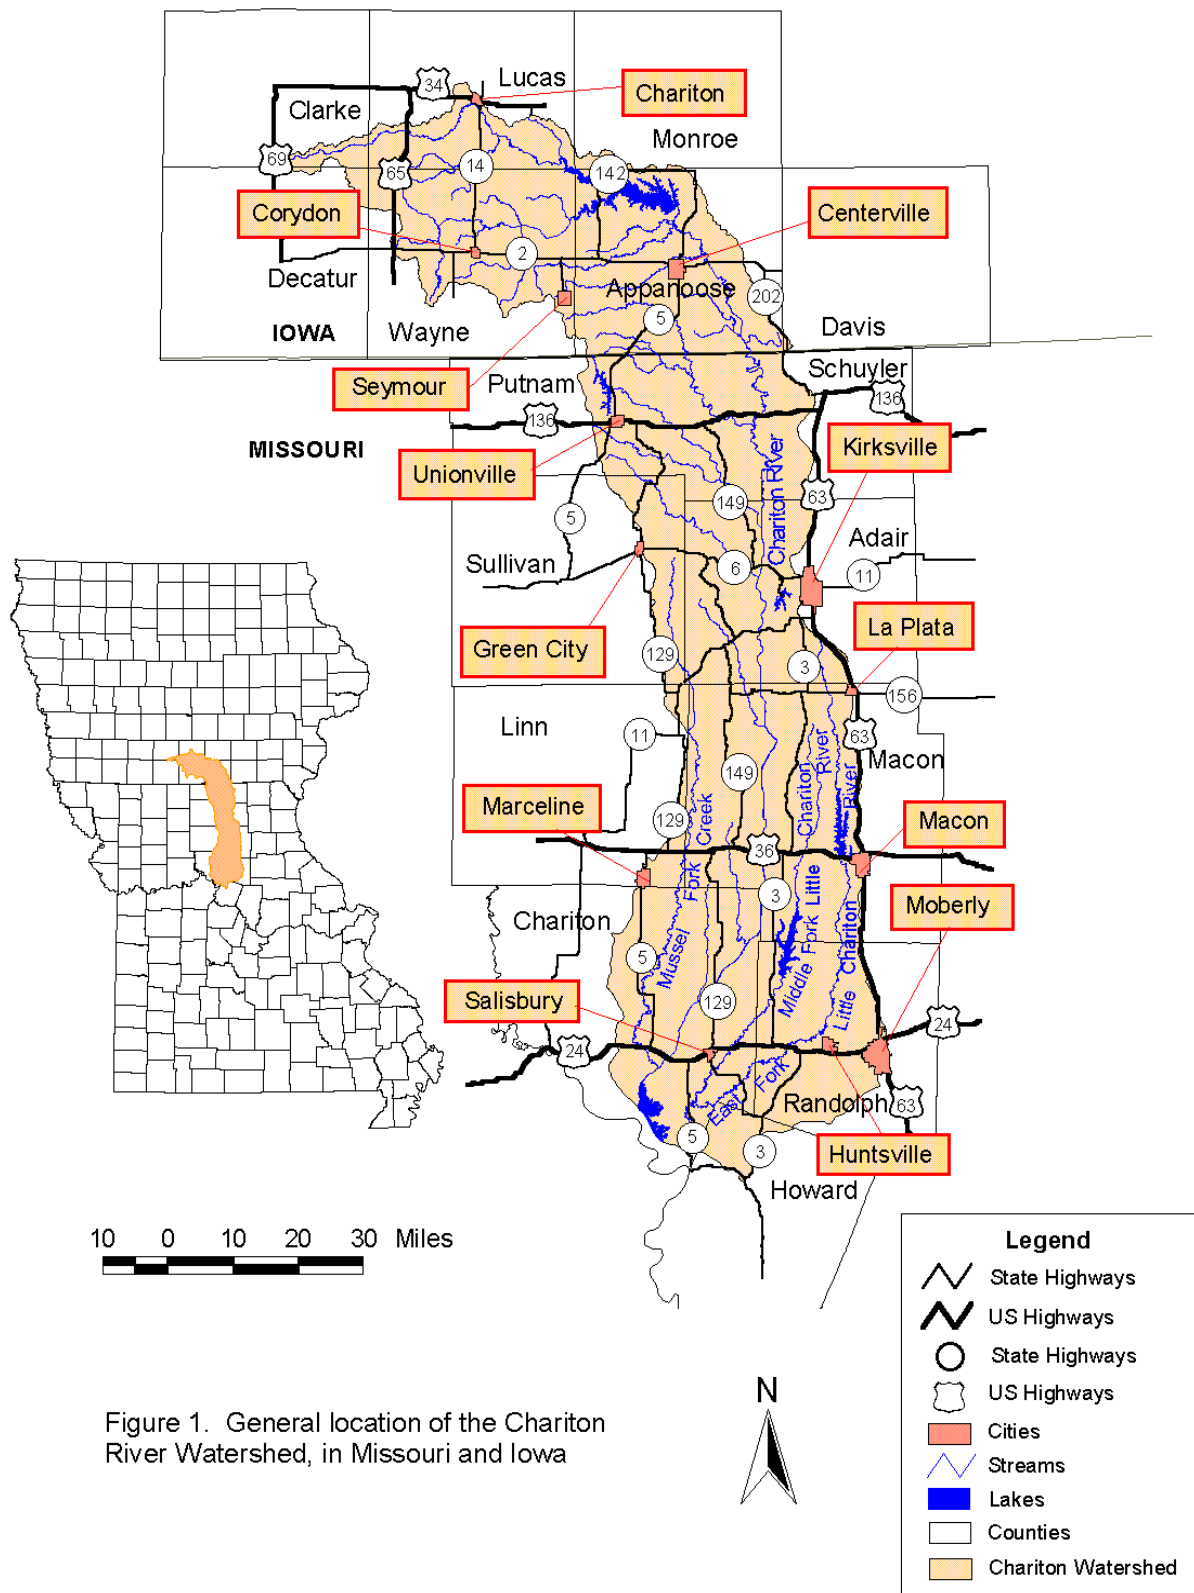 Lucas
34
Chariton
Clarke
Monroe
69
65
14
142
Corydon
Centerville
2
Decatur
Appanoose
202
IOWA
Wayne
5
Davis
Seymour
Putnam
Schuyler
136
136
MISSOURI
Unionville
Kirksville
Chariton River
149
63
5
Adair
Sullivan
6
11
Green City
La Plata
129
3
156
Linn
11
63
Macon
149
Marceline
129
Macon
36
Mussel Fork Creek
Middle Fork Little Chariton River
East Fork Little Chariton River
3
Chariton
Moberly
5
Salisbury
129
24
24
Randolph
63
5
3
Huntsville
Howard
10 0 10 20 30 Miles
Legend
State Highways
US Highways
State Highways
US Highways
Cities
Streams
Lakes
Counties
Chariton Watershed
N
Figure 1. General location of the Chariton
River Watershed, in Missouri and Iowa